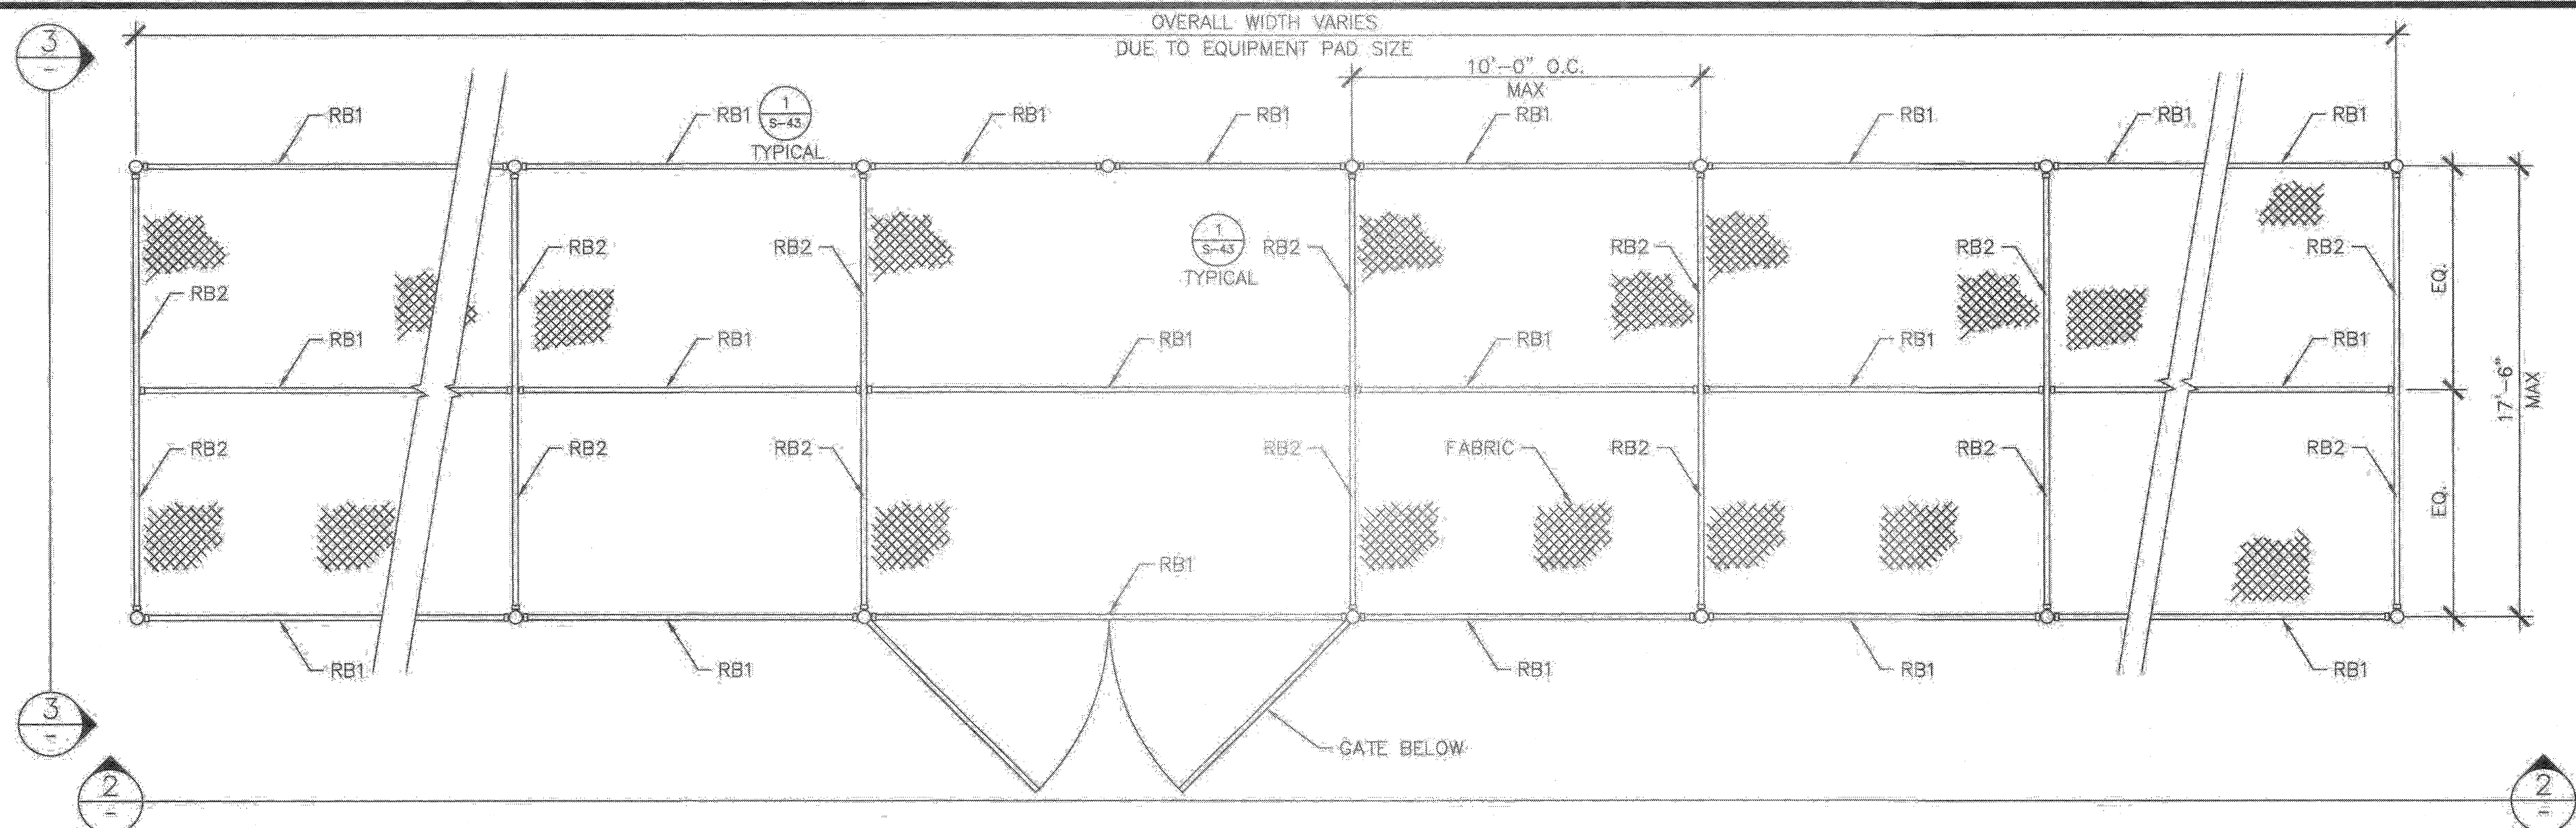 OVERALL WIDTH VARIES
DUE TO EQUIPMENT PAD SIZE
3
-
10'-0" O.C.
MAX
RB1
RB1
1
S-43
TYPICAL
RB1
RB1
RB1
RB1
RB1
RB1
RB2
RB2
RB2
1
S-43
TYPICAL
RB2
RB2
RB2
RB2
EQ.
RB1
RB1
RB1
RB1
RB1
RB1
17'-6"
MAX
RB2
RB2
RB2
RB2
FABRIC
RB2
RB2
RB2
EQ.
RB1
RB1
RB1
RB1
RB1
RB1
3
-
GATE BELOW
2
-
2
-